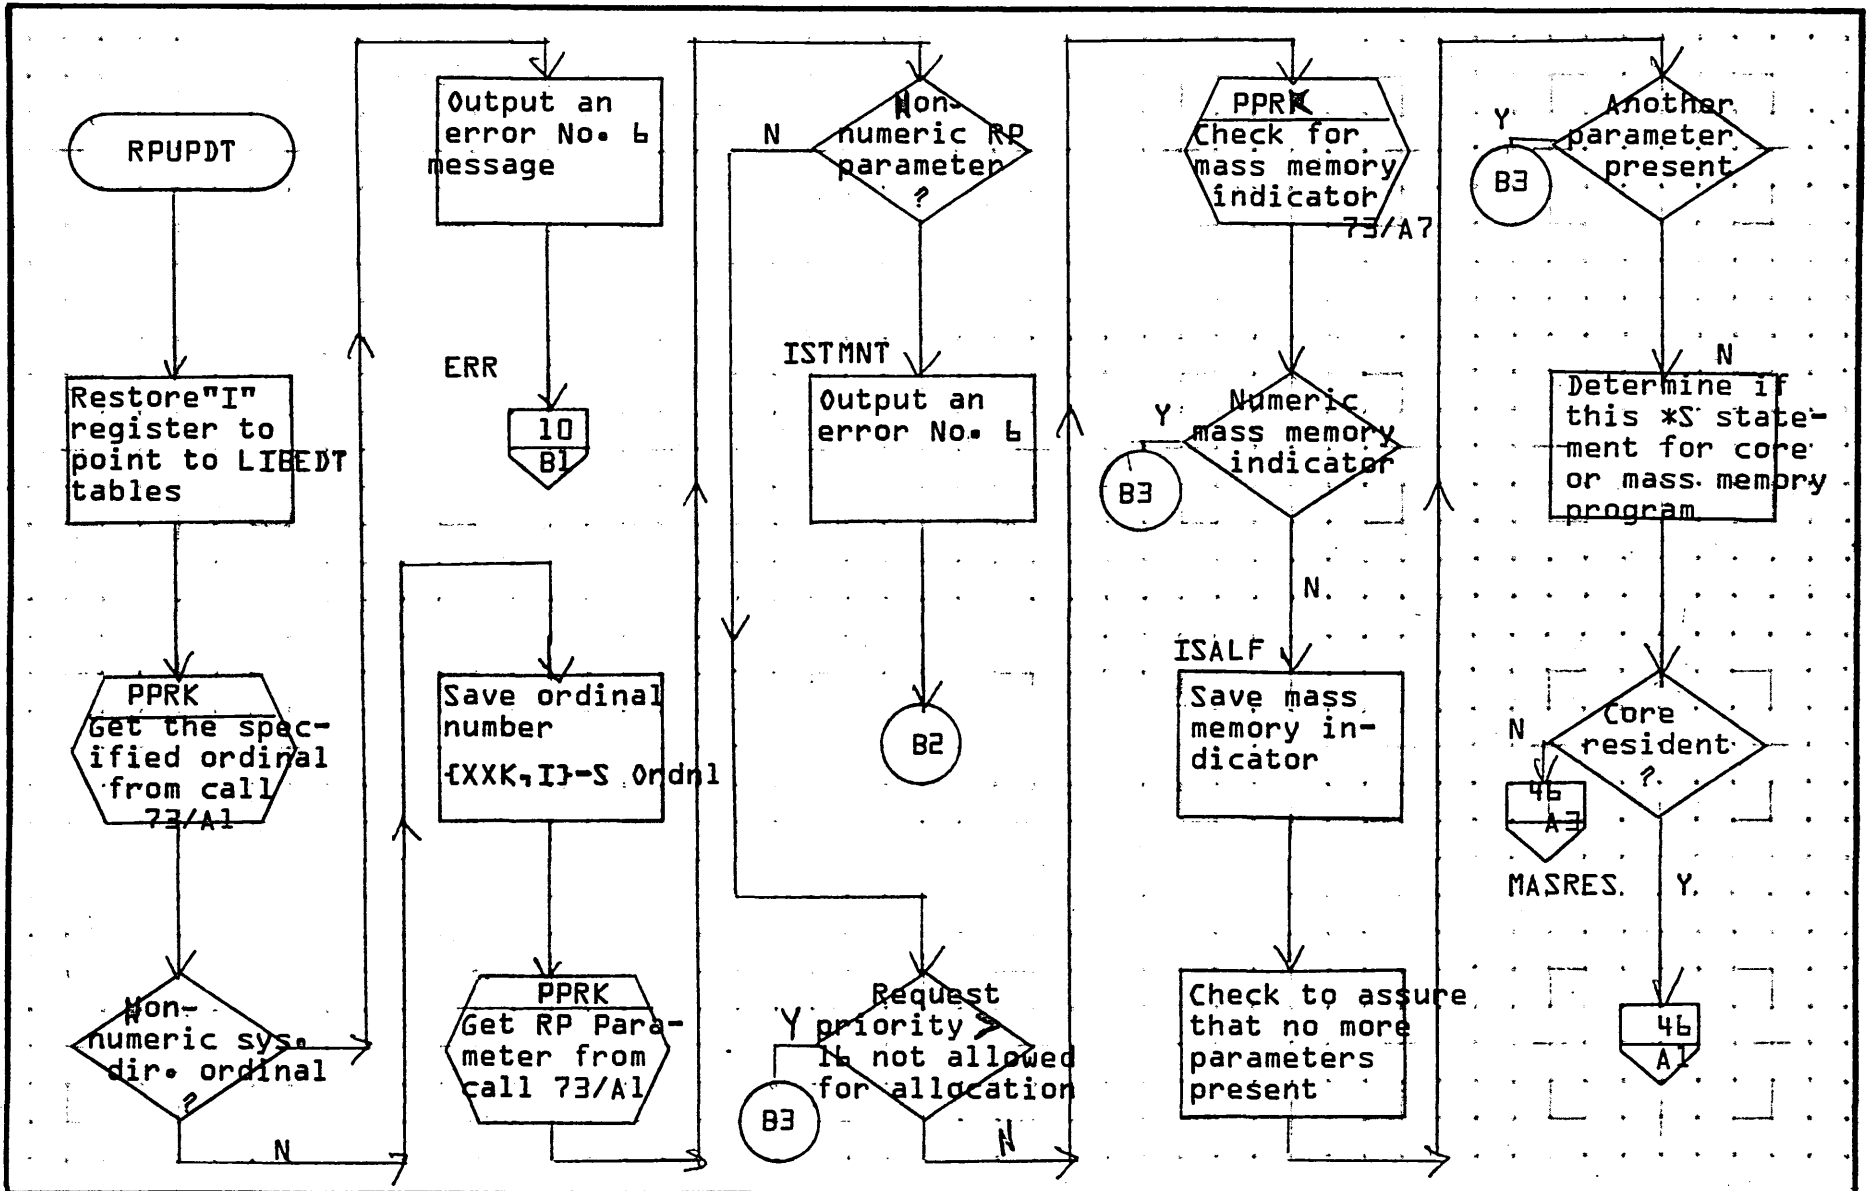 RPUPDT
Restore"I"
register to
point to LIBEDT
tables
PPRK
Get the spec-
ified ordinal
from call
73/A1
Non-
numeric sys.
dir. ordinal
?
N
Output an
error No. 6
message
ERR
10
B1
Save ordinal
number
{XXK,I}-S Ordnl
PPRK
Get RP Para-
meter from
call 73/A1
Non-
numeric RP
parameter
?
N
ISTMNT
Output an
error No. 6
B2
Request
priority >
16 not allowed
for allocation
Y
B3
N
PPRK
Check for
mass memory
indicator
73/A7
Numeric
mass memory
indicator
Y
B3
N
ISALF
Save mass
memory in-
dicator
Check to assure
that no more
parameters
present
Another
parameter
present
Y
B3
N
Determine if
this *S state-
ment for core
or mass memory
program
Core
resident
?
N
46
A3
MASRES
Y
46
A1